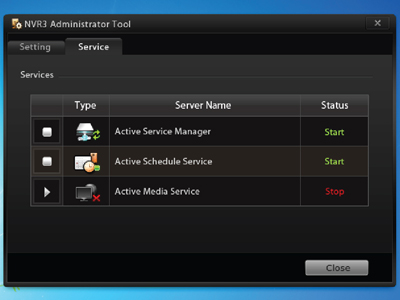 NVR3 Administrator Tool
Setting Service
Services
Type Server Name Status
Active Service Manager Start
Active Schedule Service Start
Active Media Service Stop
Close